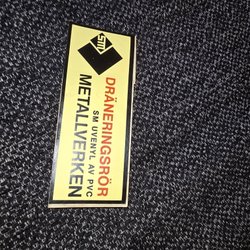 SM
DRÄNERINGSRÖR
SM UVENYL AV PVC
METALLVERKEN